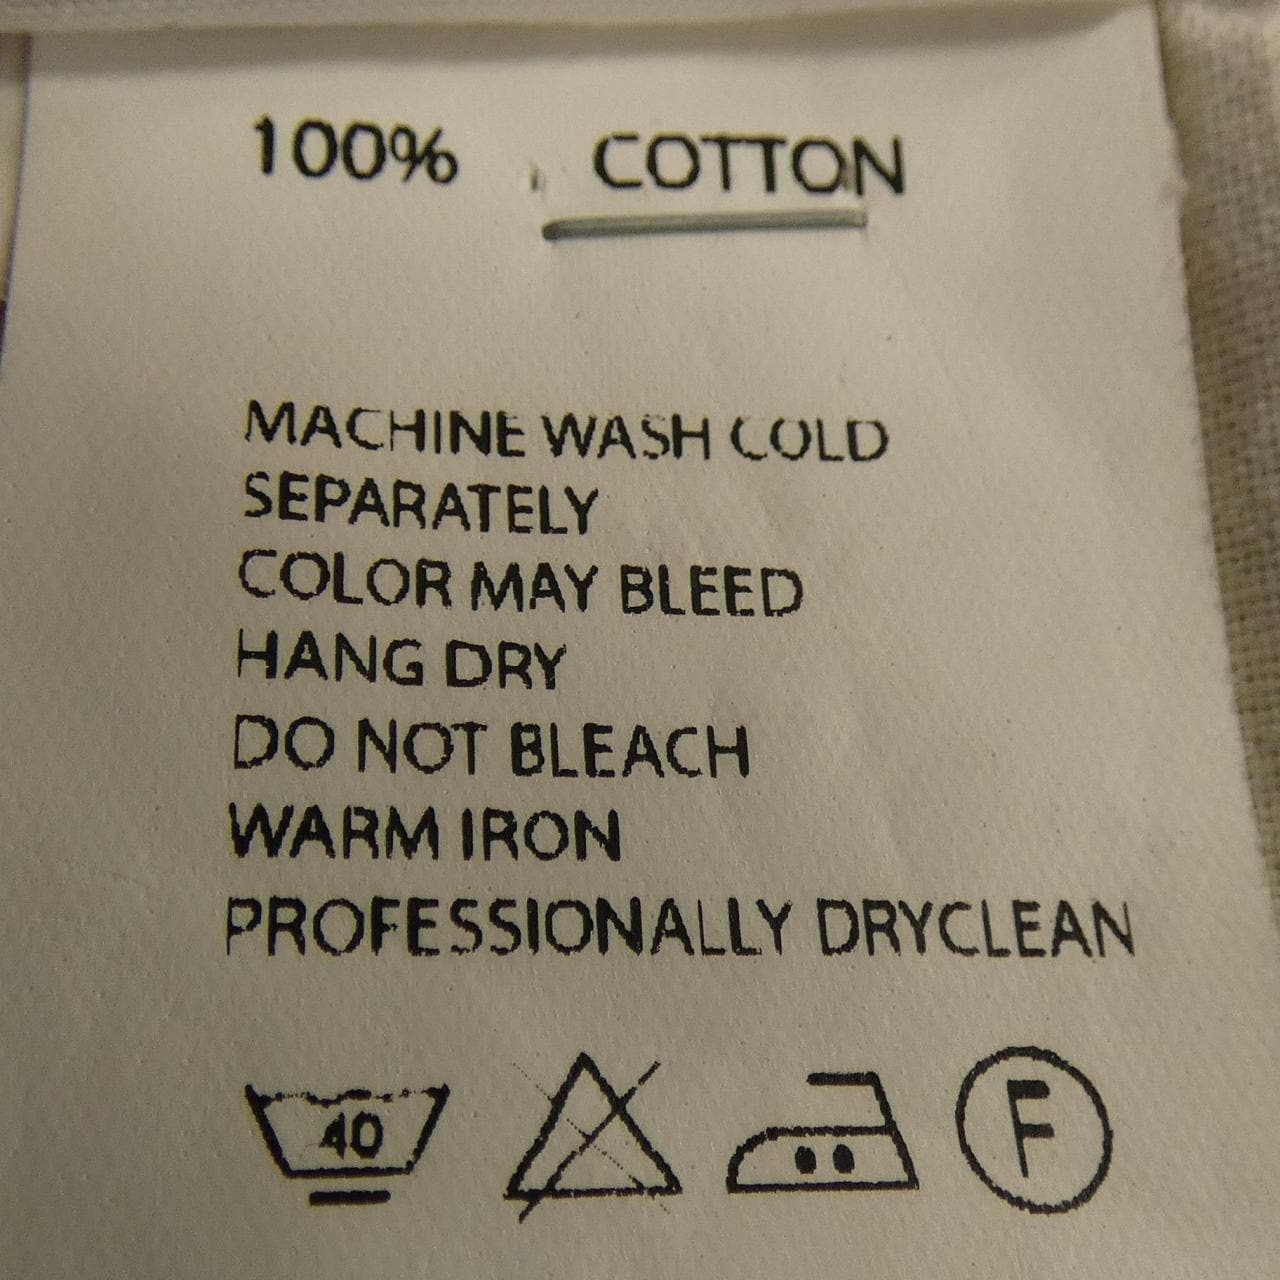 100% COTTON
MACHINE WASH COLD
SEPARATELY
COLOR MAY BLEED
HANG DRY
DO NOT BLEACH
WARM IRON
PROFESSIONALLY DRYCLEAN
40 F